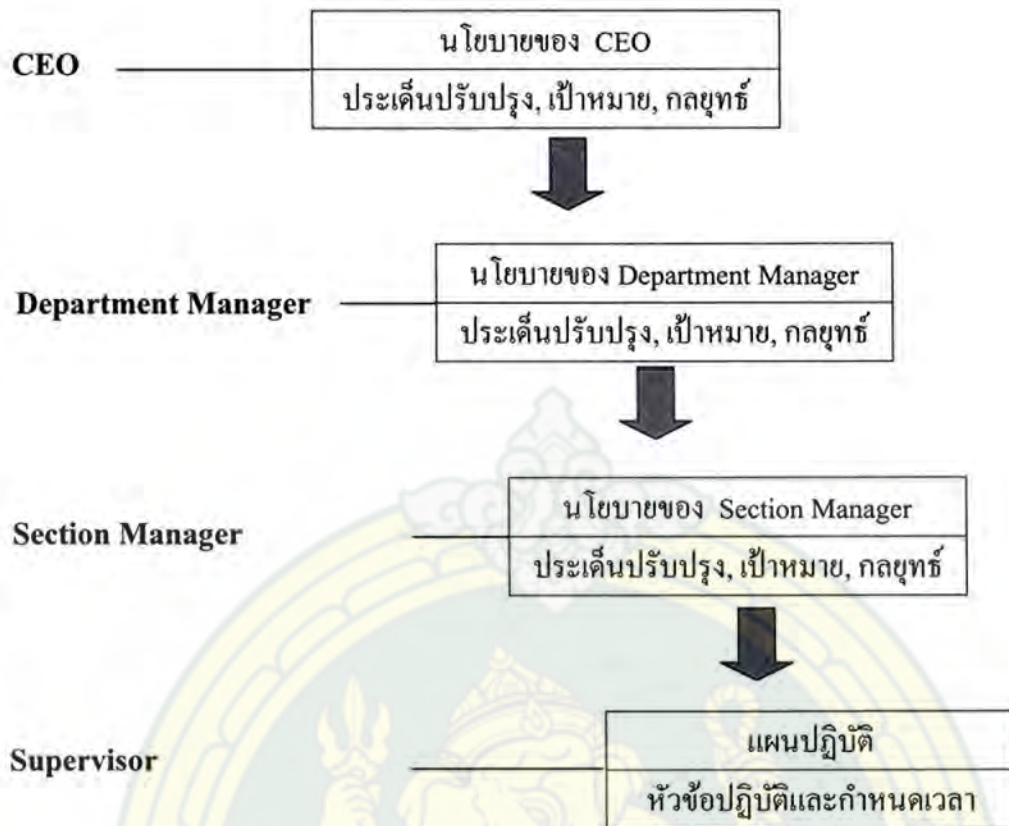 นโยบายของ CEO
CEO
ประเด็นปรับปรุง, เป้าหมาย, กลยุทธ์
นโยบายของ Department Manager
Department Manager
ประเด็นปรับปรุง, เป้าหมาย, กลยุทธ์
นโยบายของ Section Manager
Section Manager
ประเด็นปรับปรุง, เป้าหมาย, กลยุทธ์
แผนปฏิบัติ
Supervisor
หัวข้อปฏิบัติและกำหนดเวลา